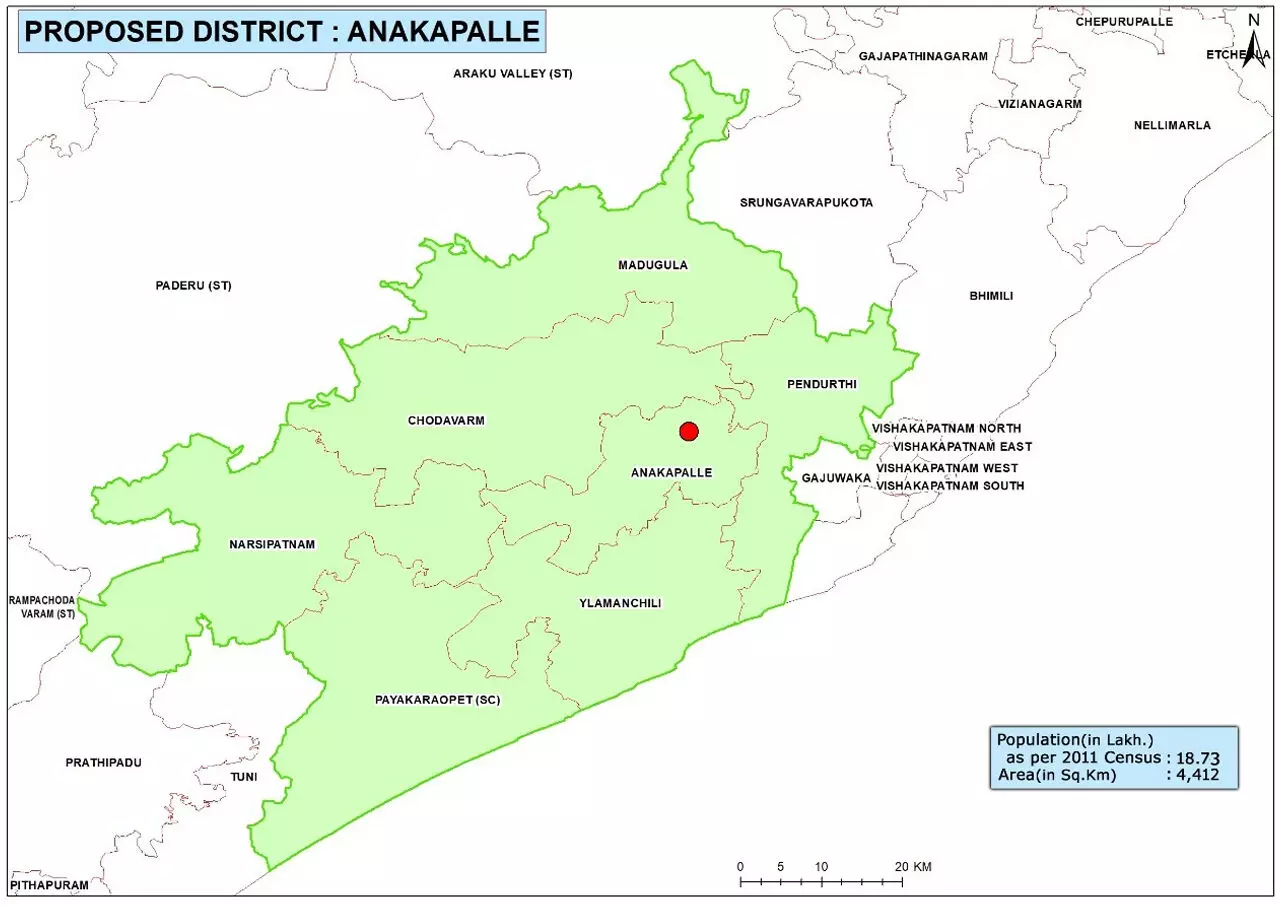 PROPOSED DISTRICT : ANAKAPALLE
CHEPURUPALLE
N
ETCHERLA
GAJAPATHINAGARAM
ARAKU VALLEY (ST)
VIZIANAGARM
NELLIMARLA
SRUNGAVARAPUKOTA
MADUGULA
PADERU (ST)
BHIMILI
PENDURTHI
CHODAVARM
VISHAKAPATNAM NORTH
VISHAKAPATNAM EAST
ANAKAPALLE
GAJUWAKA
VISHAKAPATNAM WEST
VISHAKAPATNAM SOUTH
NARSIPATNAM
RAMPACHODA
VARAM (ST)
YLAMANCHILI
PAYAKARAOPET (SC)
PRATHIPADU
TUNI
Population(in Lakh.)
as per 2011 Census : 18.73
Area(in Sq.Km) : 4,412
0 5 10 20 KM
PITHAPURAM